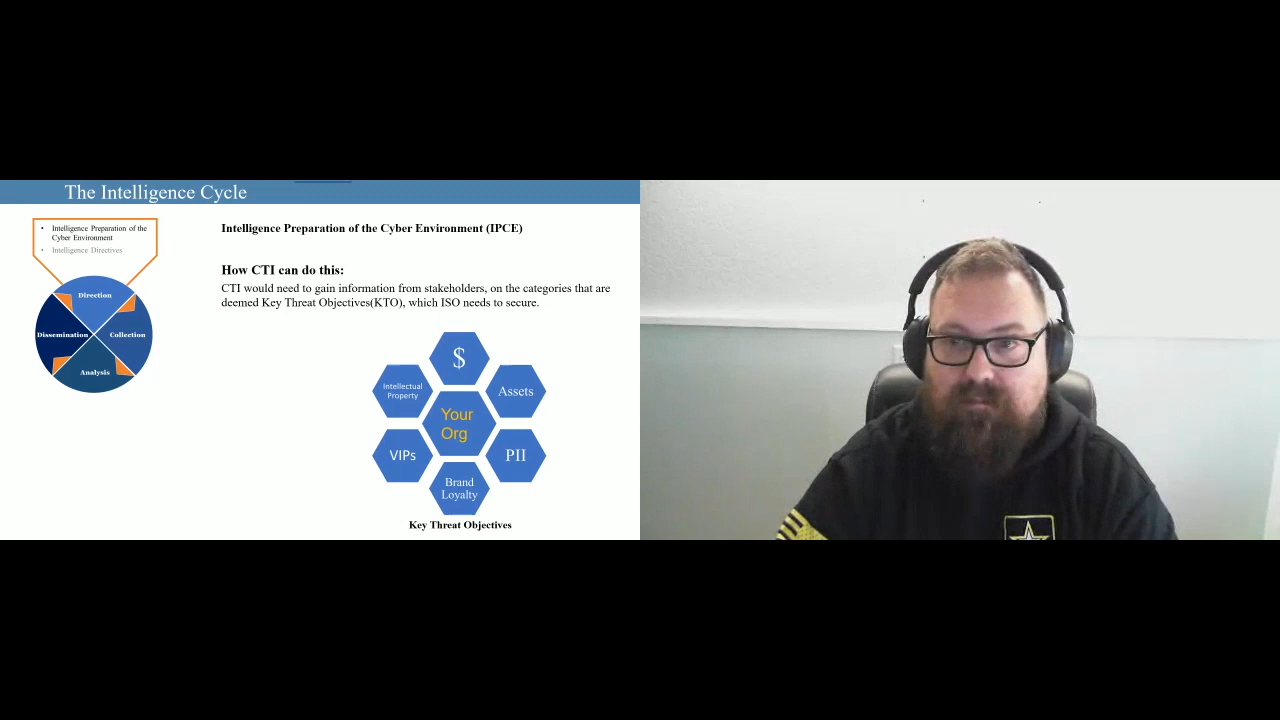 The Intelligence Cycle
• Intelligence Preparation of the
Cyber Environment
• Intelligence Directives
Direction
Dissemination
Collection
Analysis
Intelligence Preparation of the Cyber Environment (IPCE)
How CTI can do this:
CTI would need to gain information from stakeholders, on the categories that are
deemed Key Threat Objectives(KTO), which ISO needs to secure.
$
Intellectual
Property
Assets
Your
Org
VIPs
PII
Brand
Loyalty
Key Threat Objectives